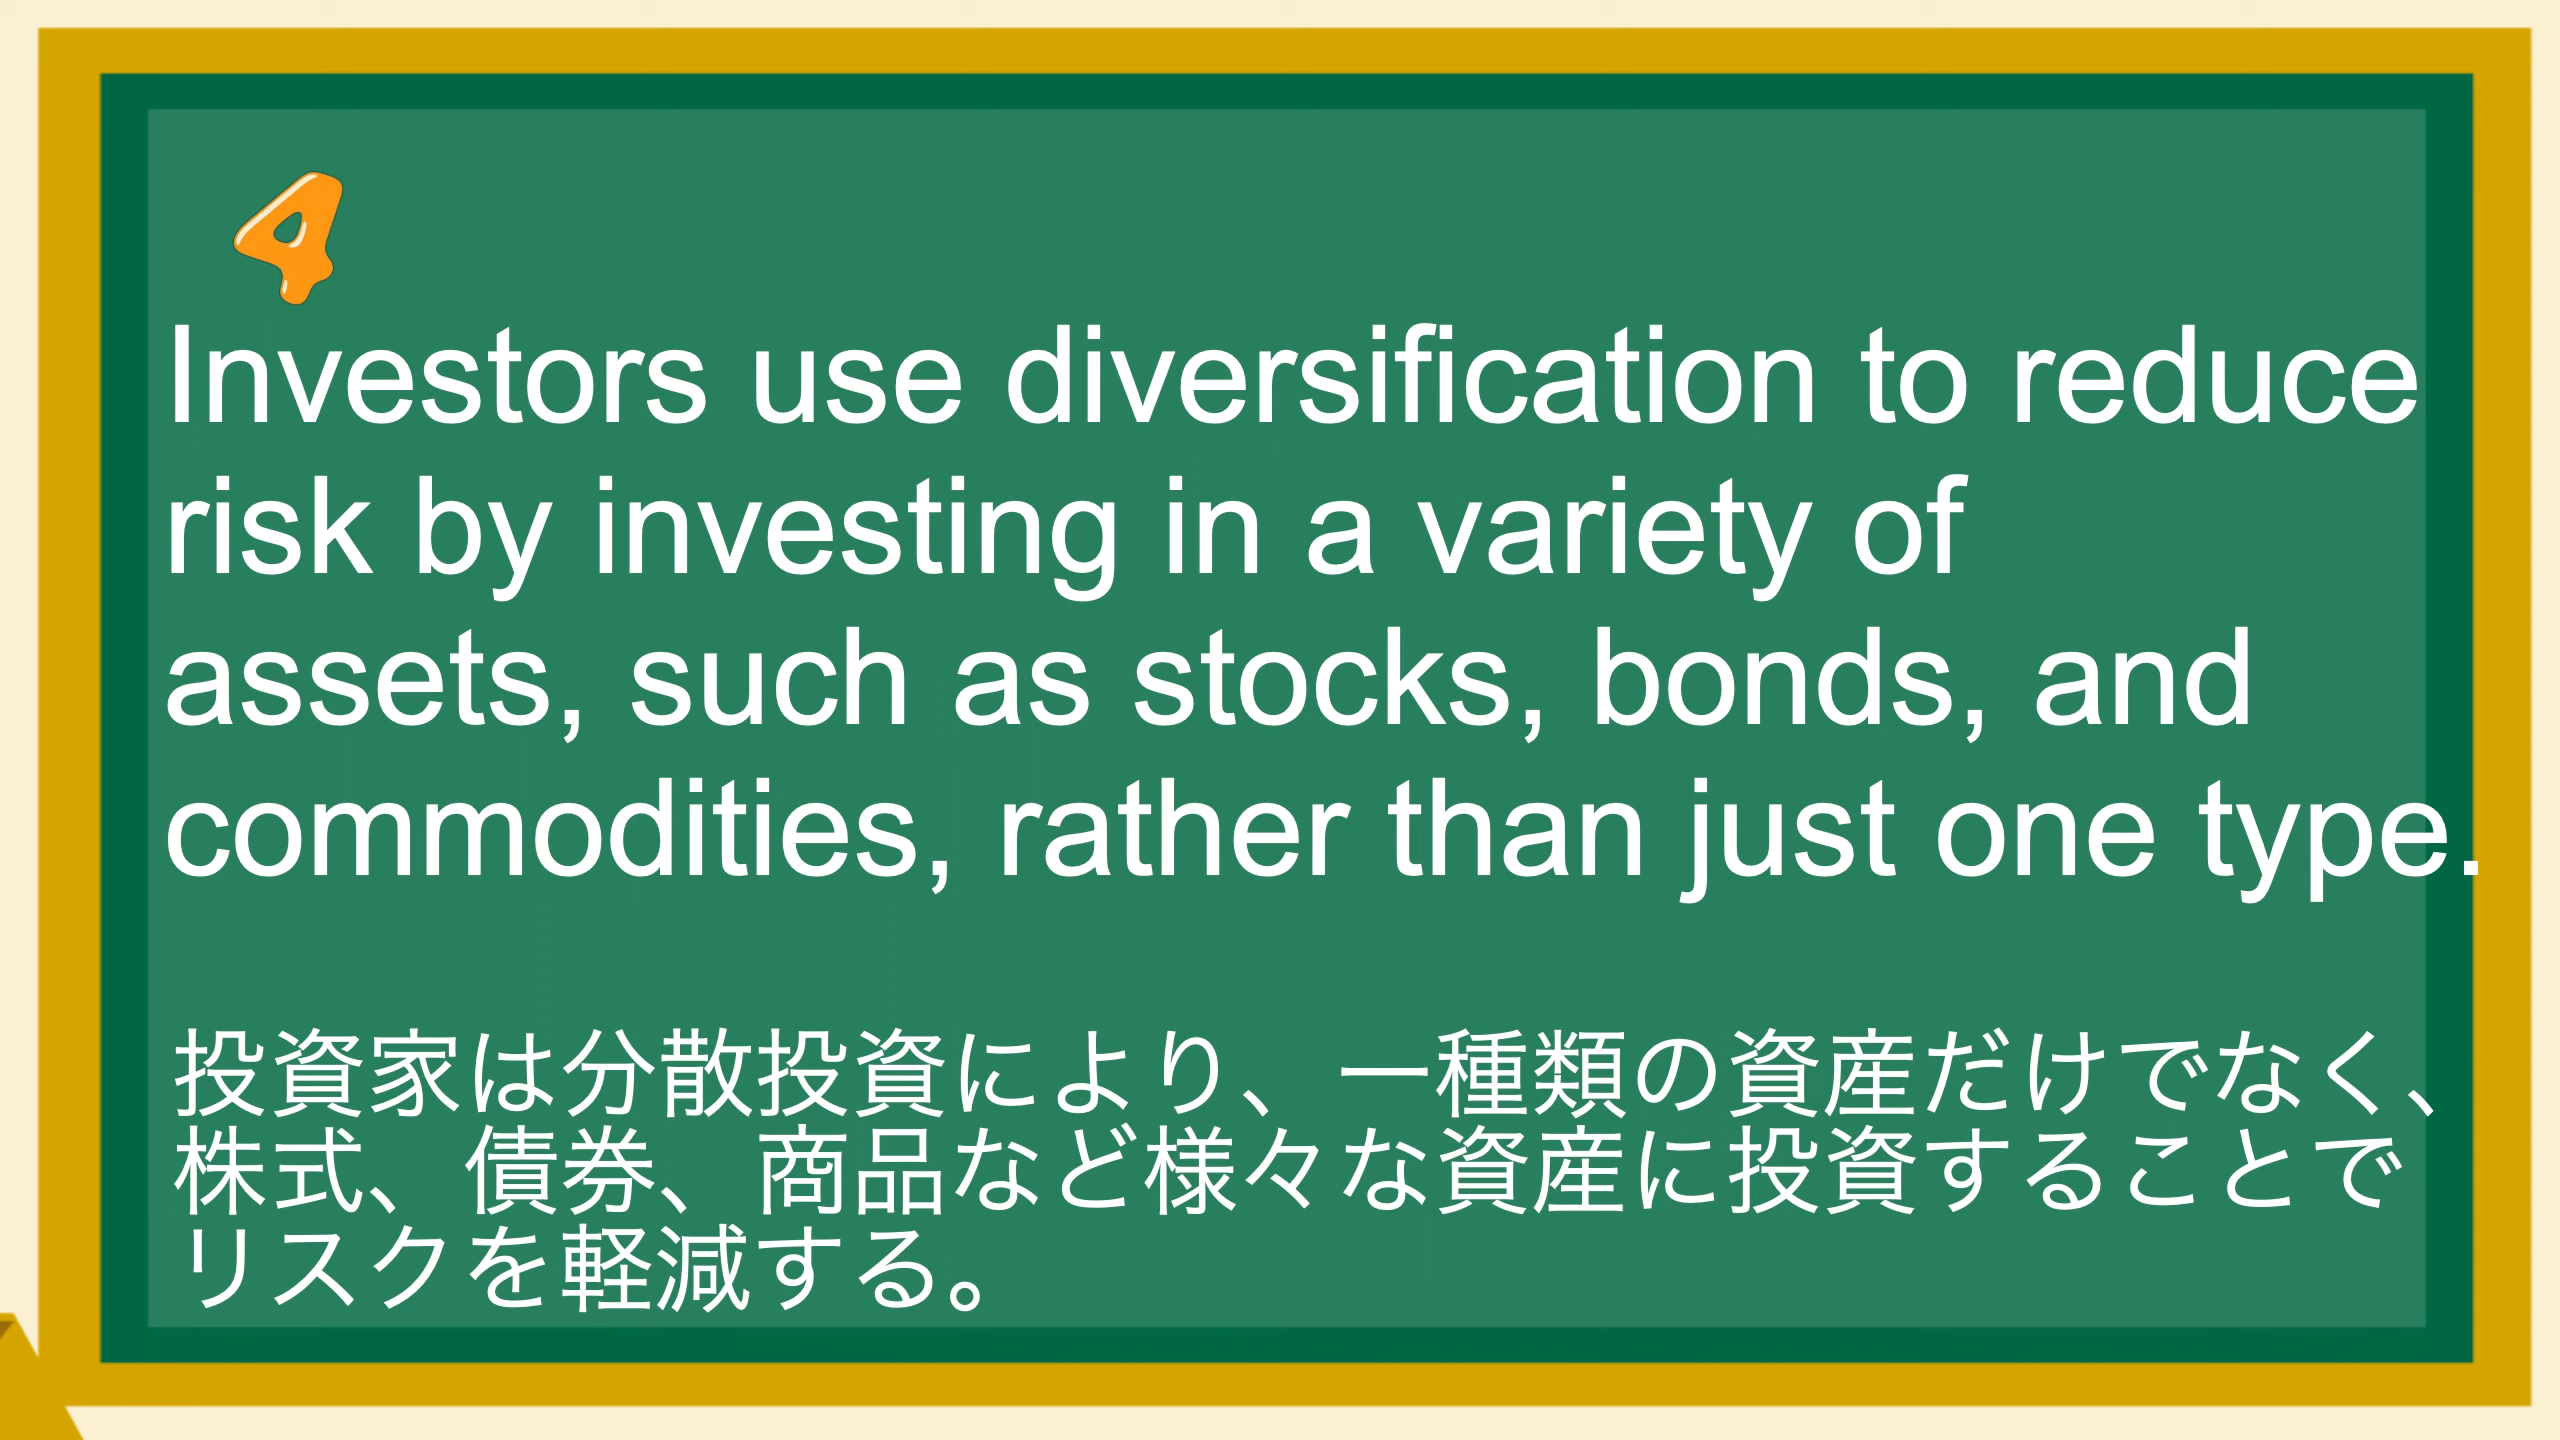 4
Investors use diversification to reduce
risk by investing in a variety of
assets, such as stocks, bonds, and
commodities, rather than just one type.
投資家は分散投資により、一種類の資産だけでなく、
株式、債券、商品など様々な資産に投資することで
リスクを軽減する。